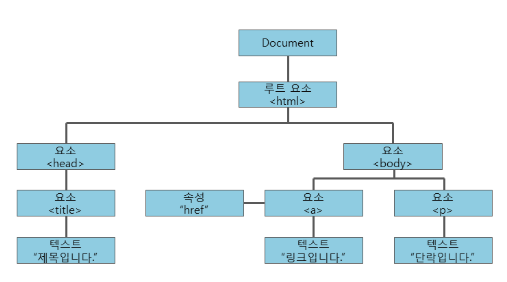 Document
루트 요소
<html>
요소
<head>
요소
<body>
요소
<title>
속성
"href"
요소
<a>
요소
<p>
텍스트
"제목입니다."
텍스트
"링크입니다."
텍스트
"단락입니다."